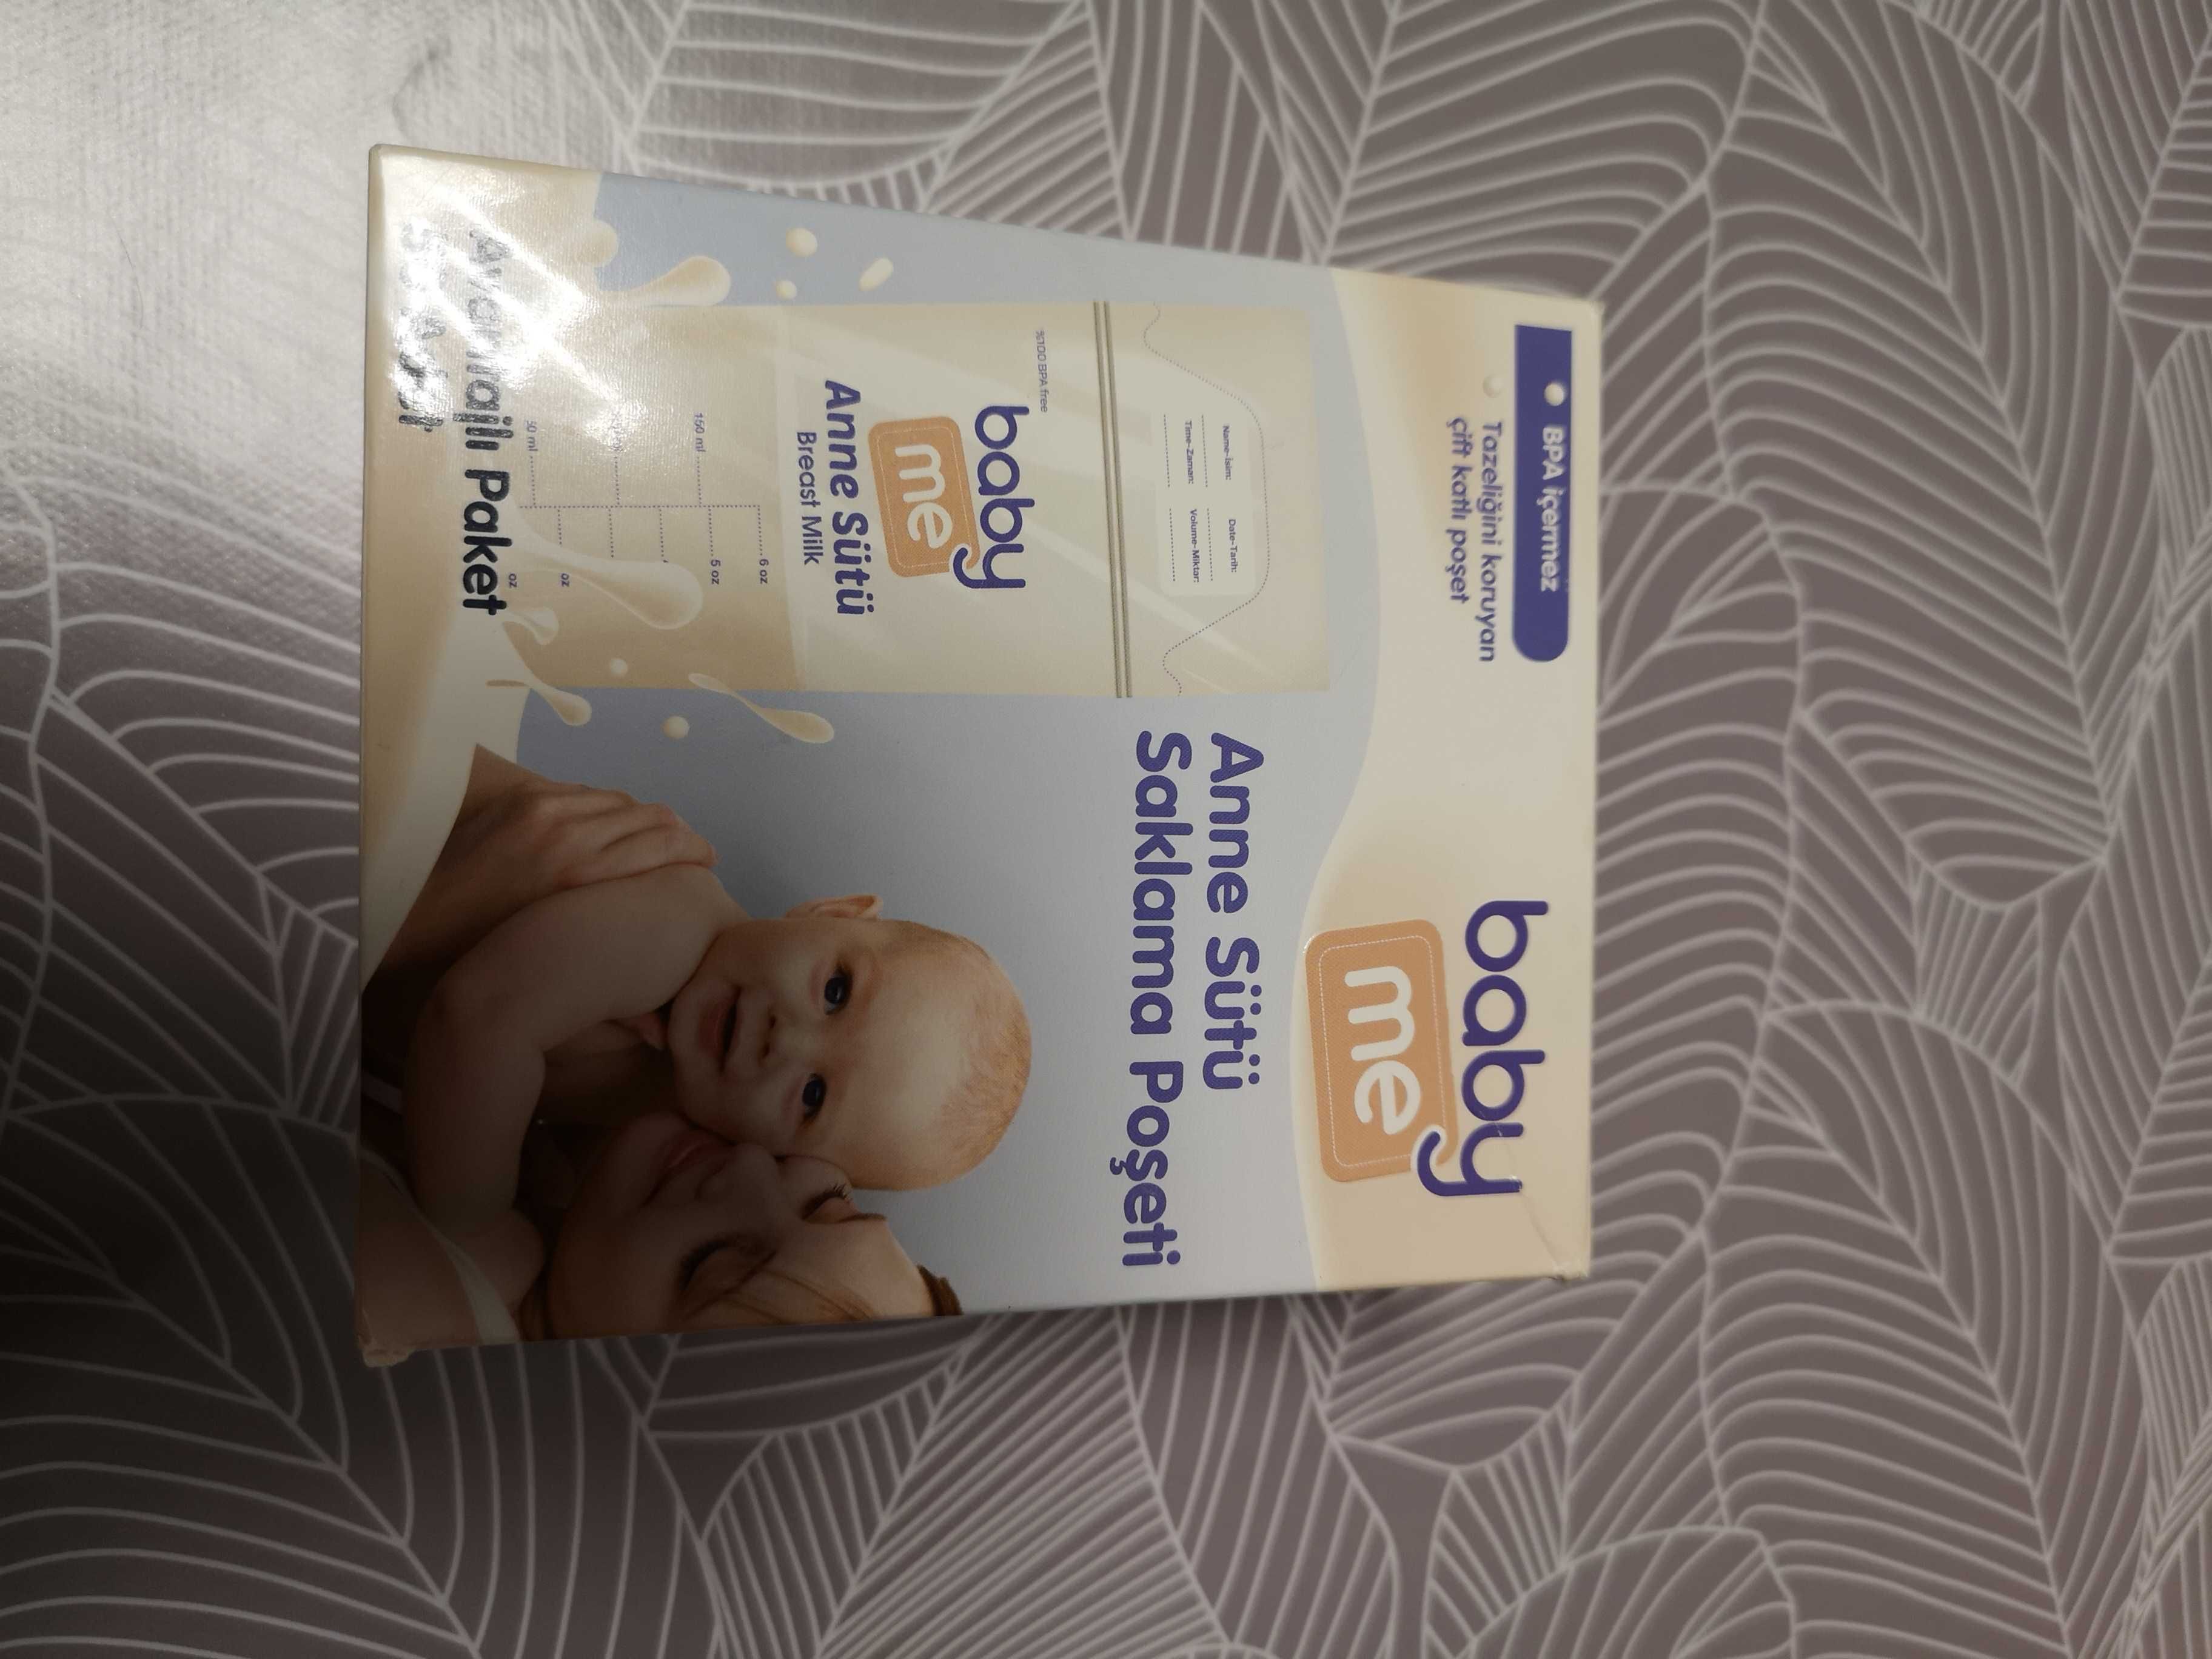 baby
me
BPA içermez
Tazeliğini koruyan
çift katlı poşet
Anne Sütü
Saklama Poşeti
Name-İsim:
Date-Tarih:
Time-Zaman:
Volume-Miktar:
%100 BPA free
baby
me
Anne Sütü
Breast Milk
6 oz
150 ml
5 oz
oz
50 ml
oz
Avantajlı Paket